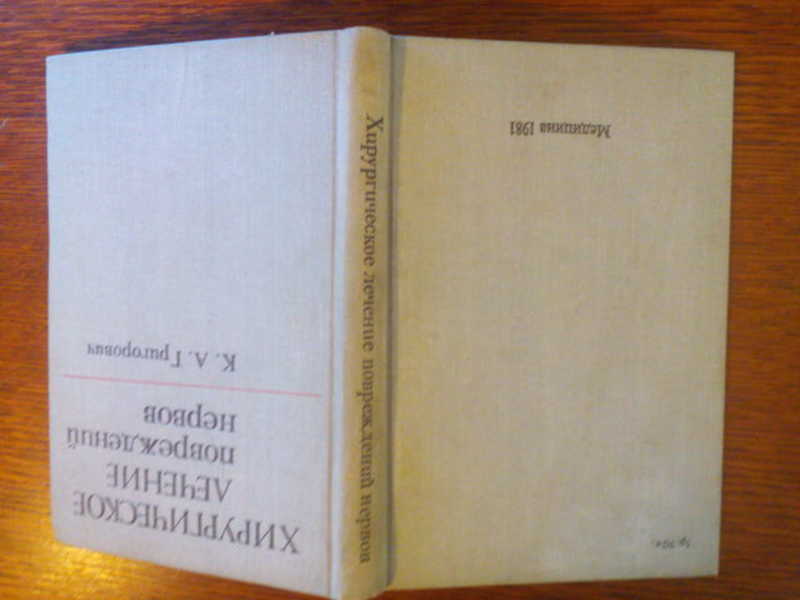 ХИРУРГИЧЕСКОЕ
ЛЕЧЕНИЕ
ПОВРЕЖДЕНИЙ
НЕРВОВ
К. А. Григорович
Хирургическое лечение повреждений нервов
Медицина 1981